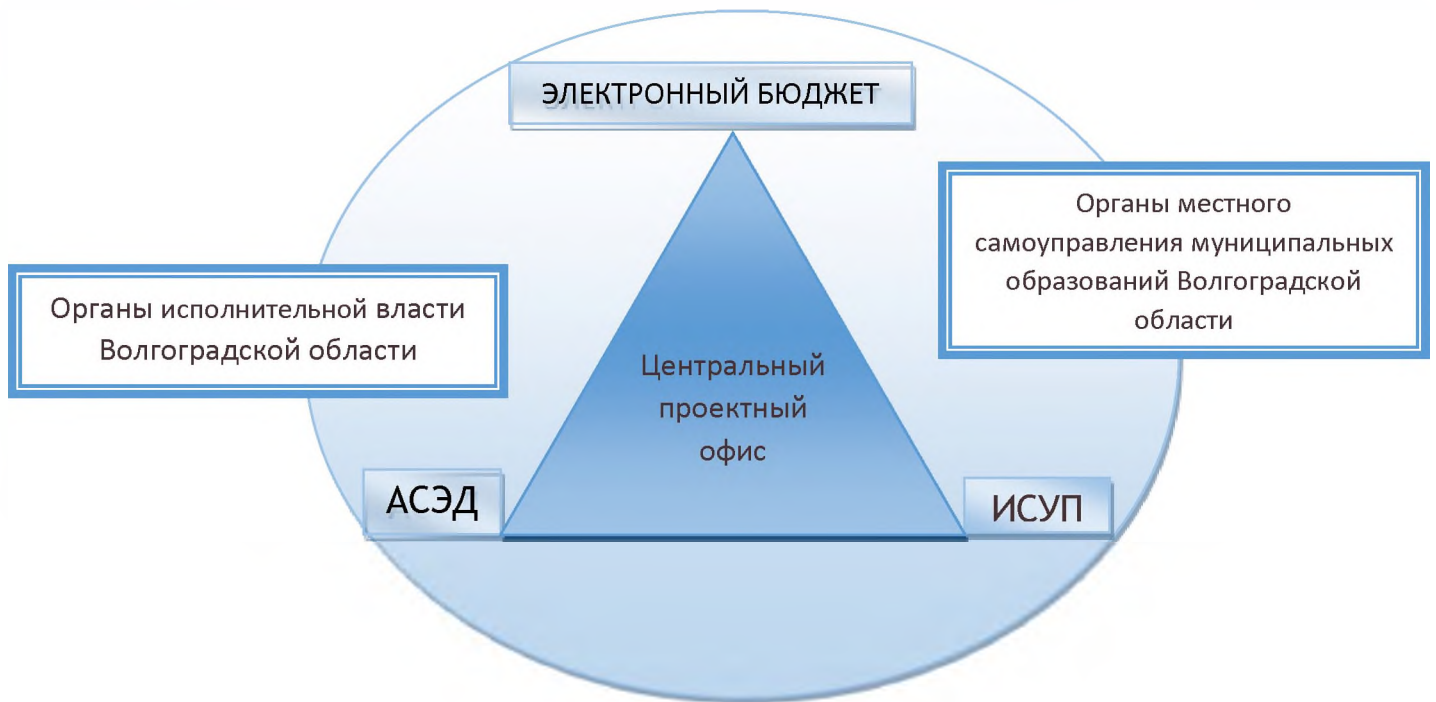 ЭЛЕКТРОННЫЙ БЮДЖЕТ
Органы местного
самоуправления муниципальных
образований Волгоградской
области
Органы исполнительной власти
Волгоградской области
Центральный
проектный
офис
АСЭД
ИСУП